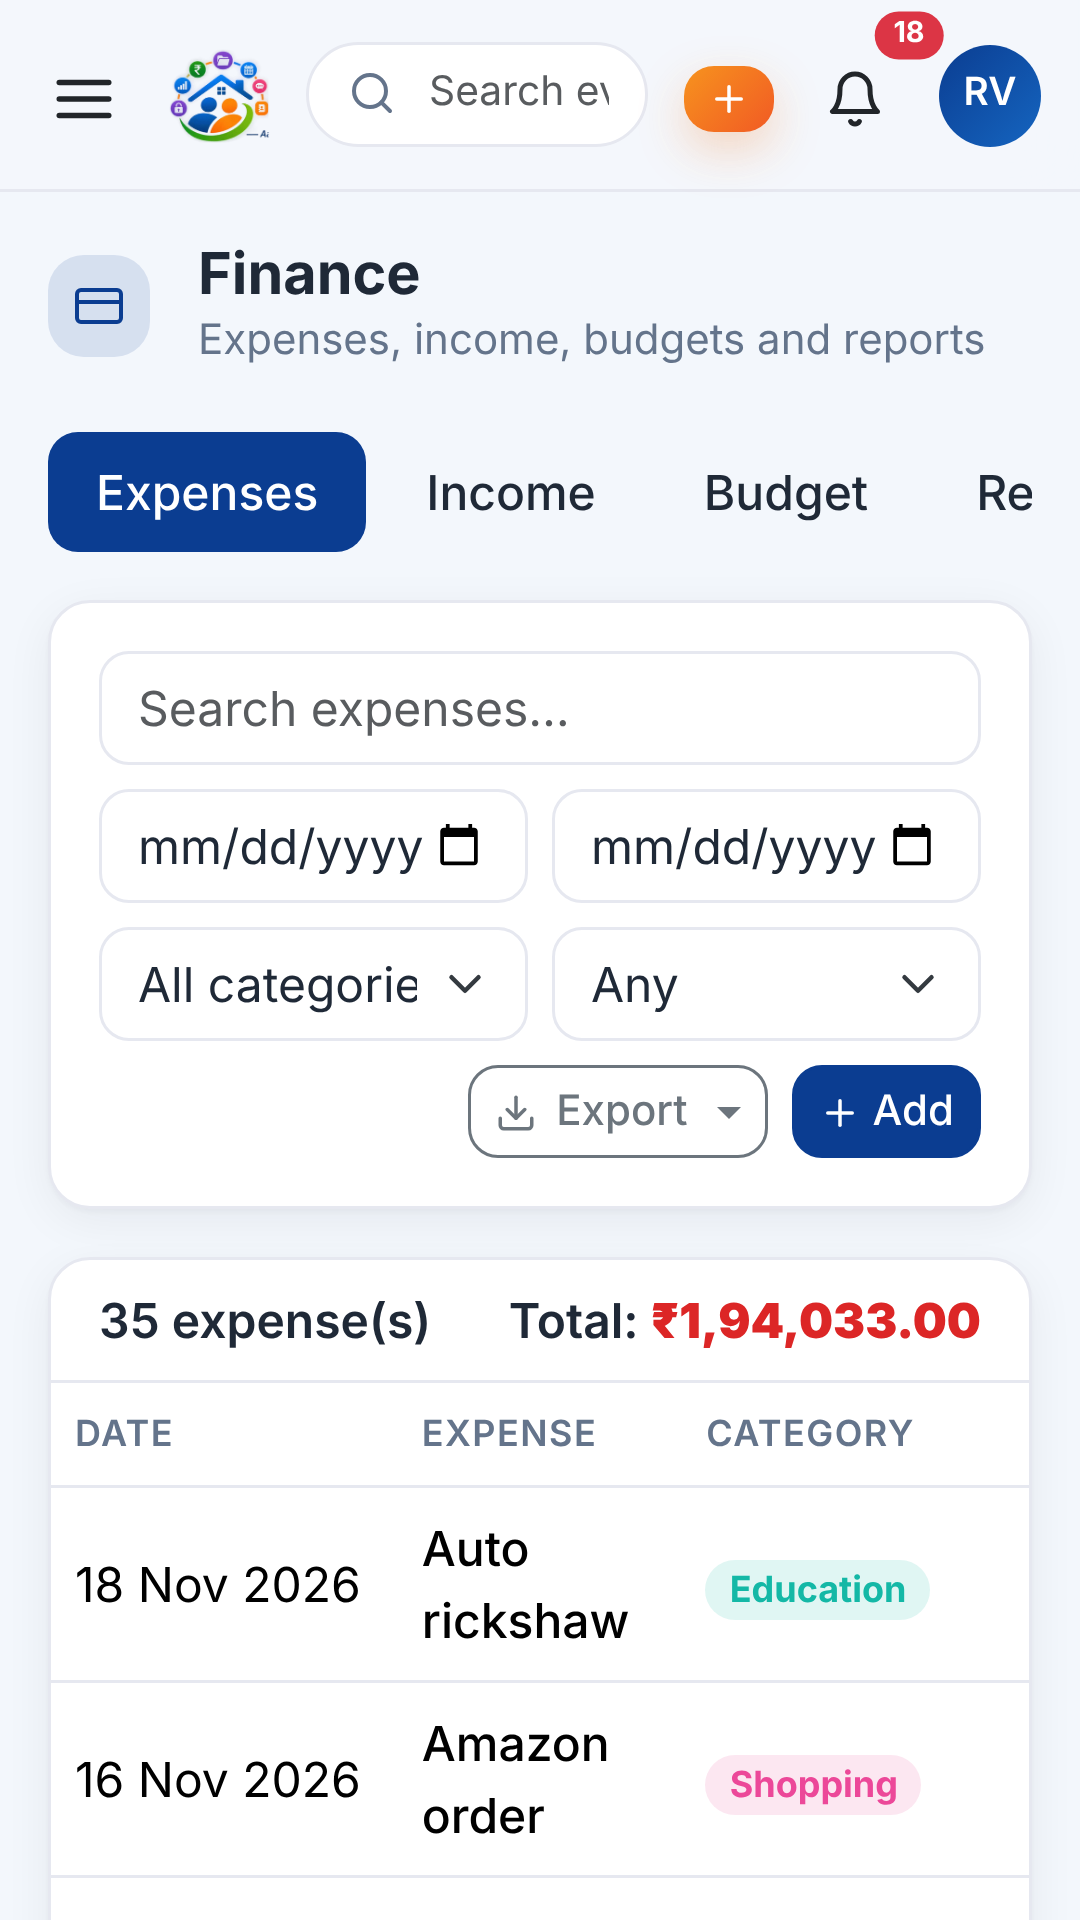 18
Search ev
RV
Finance
Expenses, income, budgets and reports
Expenses Income Budget Re
Search expenses...
mm/dd/yyyy mm/dd/yyyy
All categorie Any
Export Add
35 expense(s) Total: ₹1,94,033.00
DATE EXPENSE CATEGORY
18 Nov 2026 Auto rickshaw Education
16 Nov 2026 Amazon order Shopping